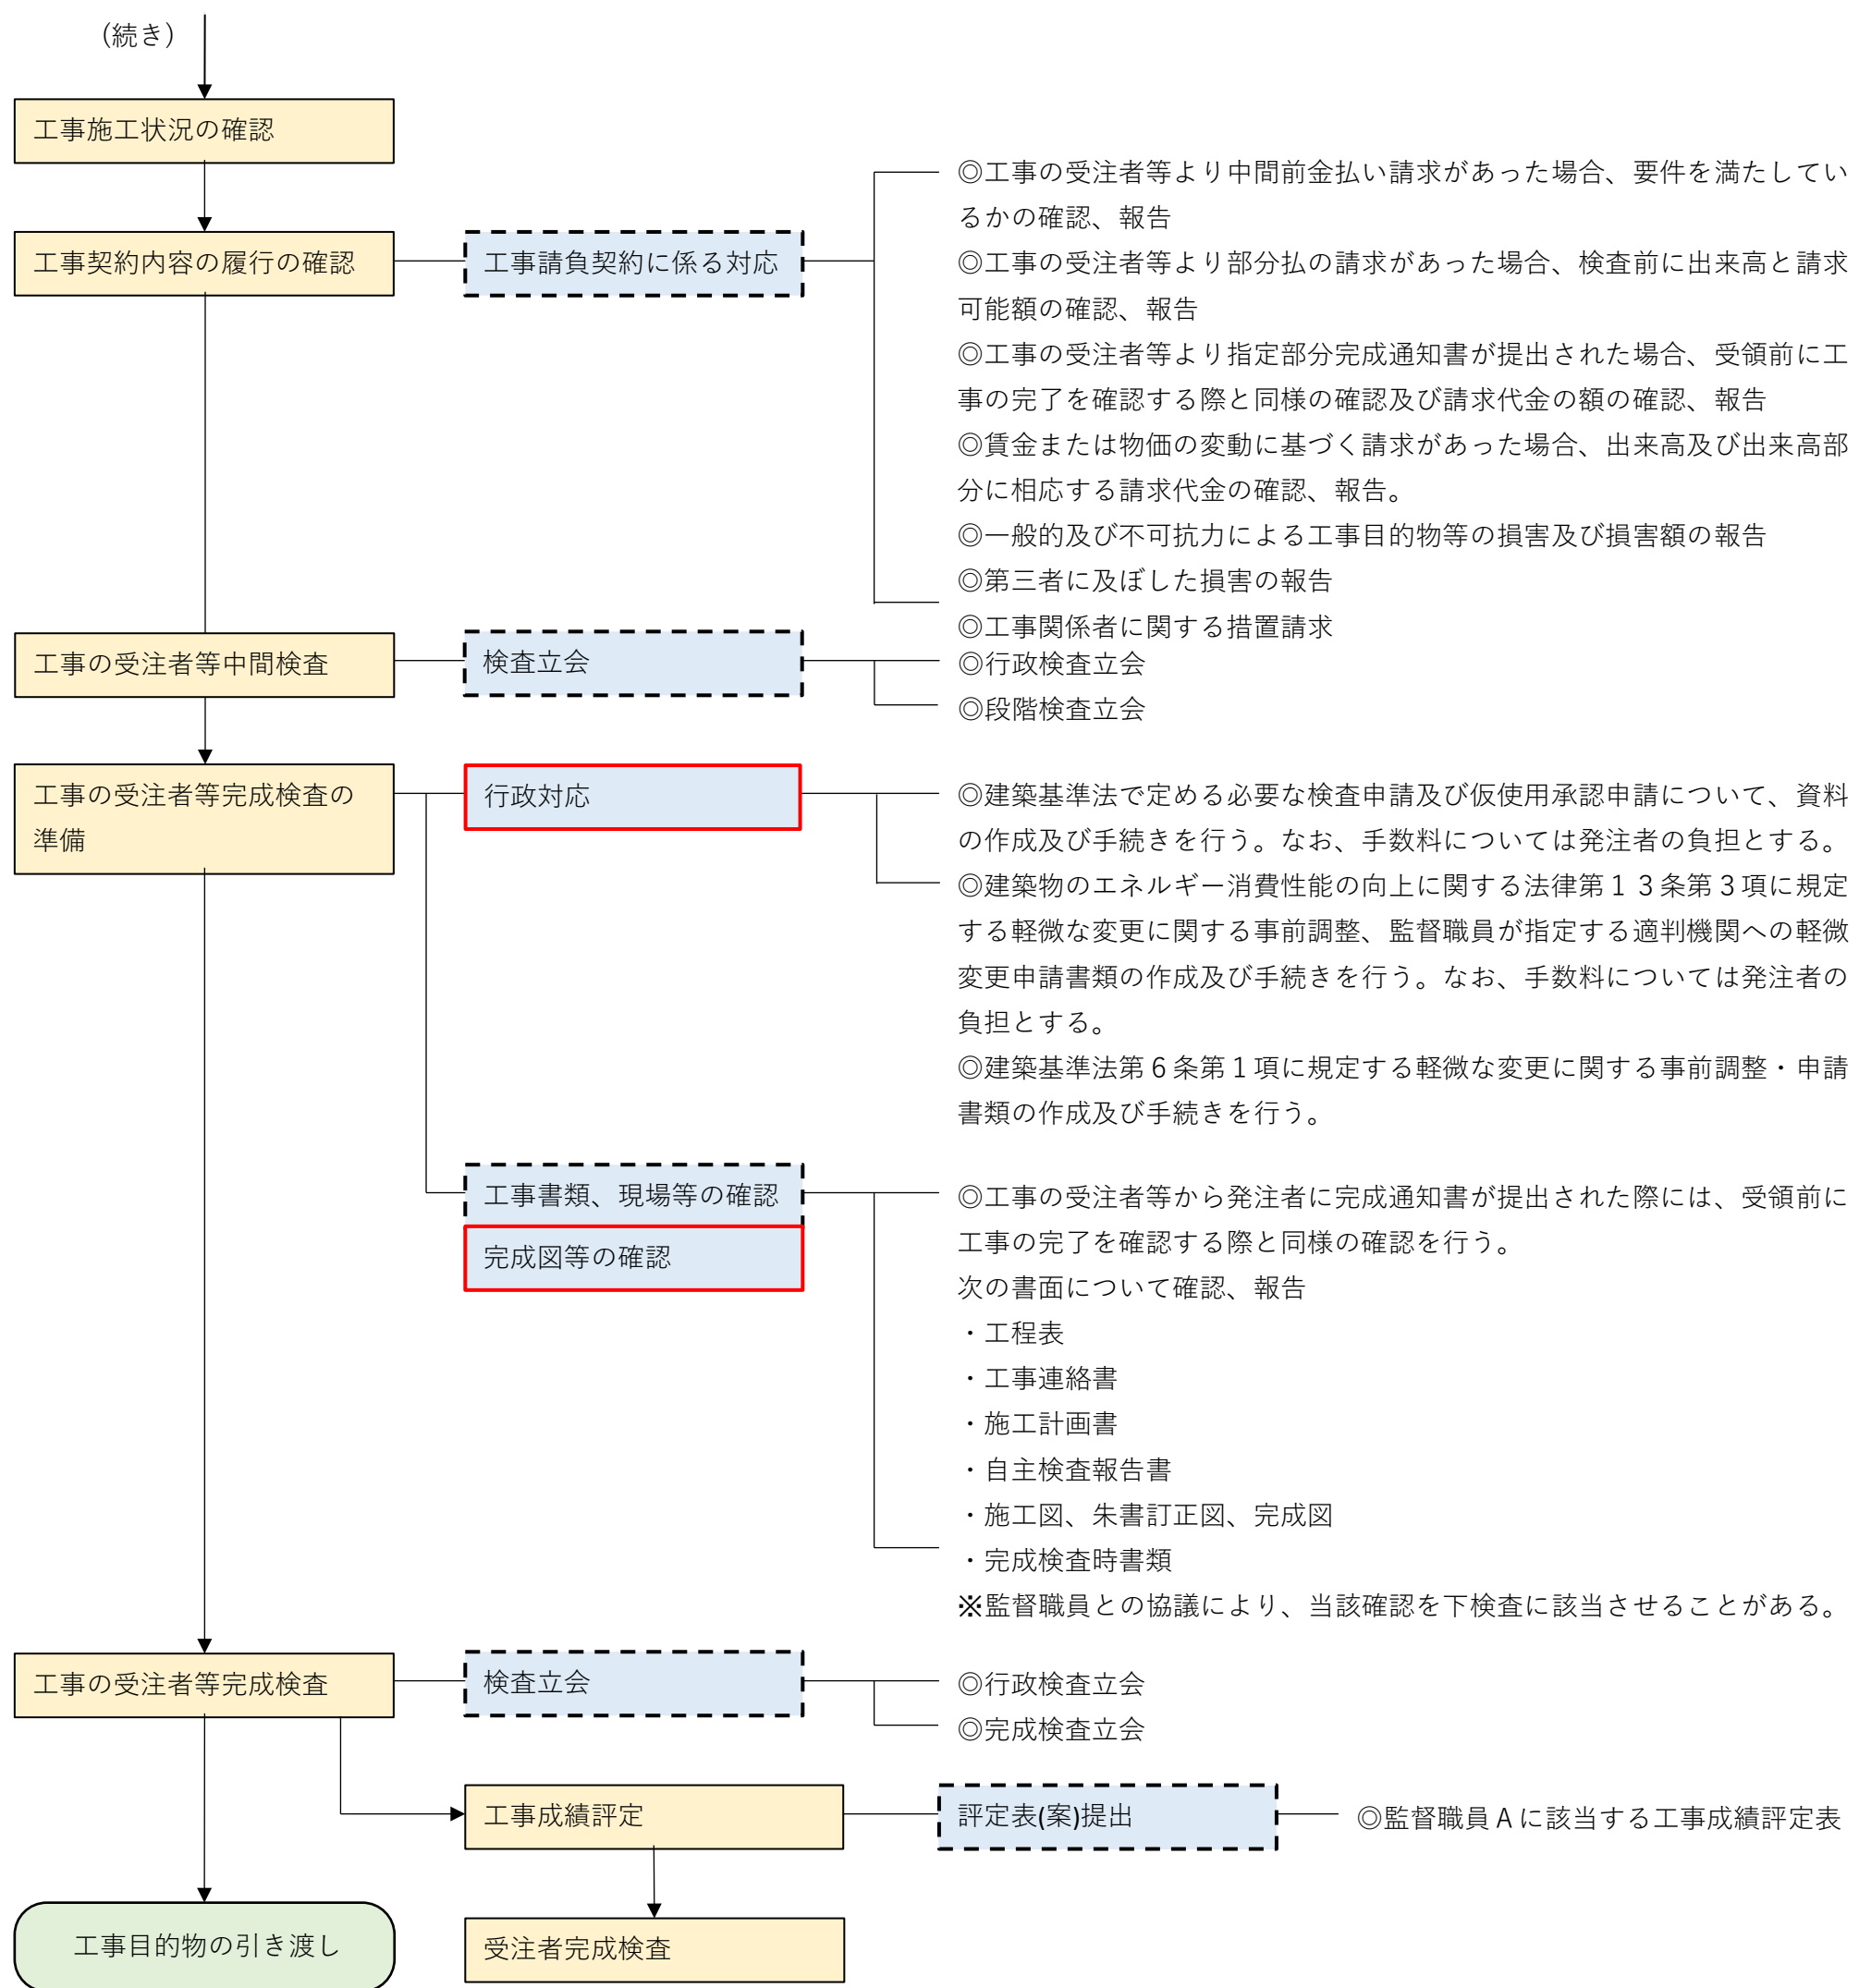 （続き）
工事施工状況の確認
工事契約内容の履行の確認
工事請負契約に係る対応
◎工事の受注者等より中間前金払い請求があった場合、要件を満たしてい
るかの確認、報告
◎工事の受注者等より部分払の請求があった場合、検査前に出来高と請求
可能額の確認、報告
◎工事の受注者等より指定部分完成通知書が提出された場合、受領前に工
事の完了を確認する際と同様の確認及び請求代金の額の確認、報告
◎賃金または物価の変動に基づく請求があった場合、出来高及び出来高部
分に相応する請求代金の確認、報告。
◎一般的及び不可抗力による工事目的物等の損害及び損害額の報告
◎第三者に及ぼした損害の報告
◎工事関係者に関する措置請求
工事の受注者等中間検査
検査立会
◎行政検査立会
◎段階検査立会
工事の受注者等完成検査の
準備
行政対応
◎建築基準法で定める必要な検査申請及び仮使用承認申請について、資料
の作成及び手続きを行う。なお、手数料については発注者の負担とする。
◎建築物のエネルギー消費性能の向上に関する法律第１３条第３項に規定
する軽微な変更に関する事前調整、監督職員が指定する適判機関への軽微
変更申請書類の作成及び手続きを行う。なお、手数料については発注者の
負担とする。
◎建築基準法第６条第１項に規定する軽微な変更に関する事前調整・申請
書類の作成及び手続きを行う。
工事書類、現場等の確認
完成図等の確認
◎工事の受注者等から発注者に完成通知書が提出された際には、受領前に
工事の完了を確認する際と同様の確認を行う。
次の書面について確認、報告
・工程表
・工事連絡書
・施工計画書
・自主検査報告書
・施工図、朱書訂正図、完成図
・完成検査時書類
※監督職員との協議により、当該確認を下検査に該当させることがある。
工事の受注者等完成検査
検査立会
◎行政検査立会
◎完成検査立会
工事成績評定
評定表(案)提出
◎監督職員Ａに該当する工事成績評定表
工事目的物の引き渡し
受注者完成検査